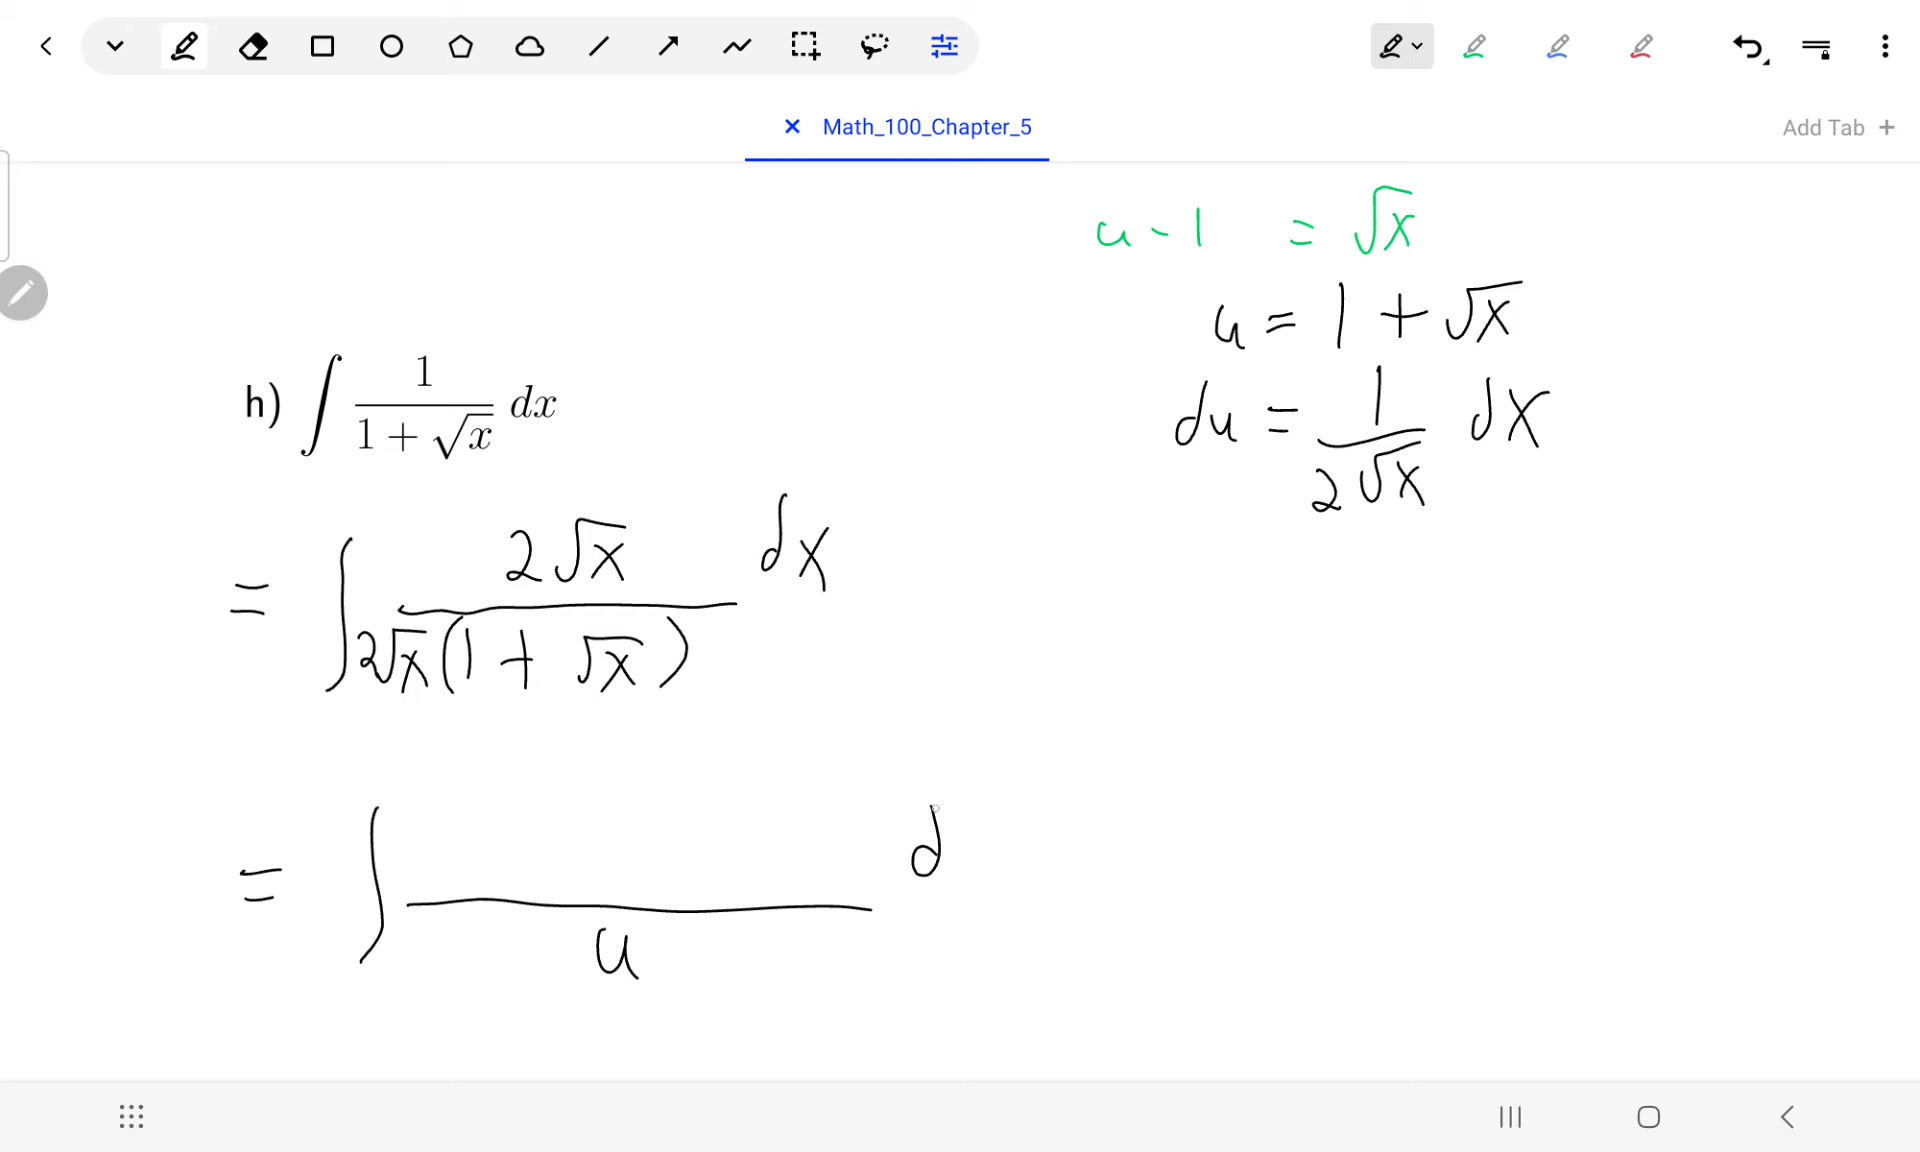 Math_100_Chapter_5
Add Tab +
u - 1 = √x
u = 1 + √x
h) ∫ 1/(1 + √x) dx
du = 1/(2√x) dx
= ∫ 2√x/(2√x(1 + √x)) dx
= ∫ /u d